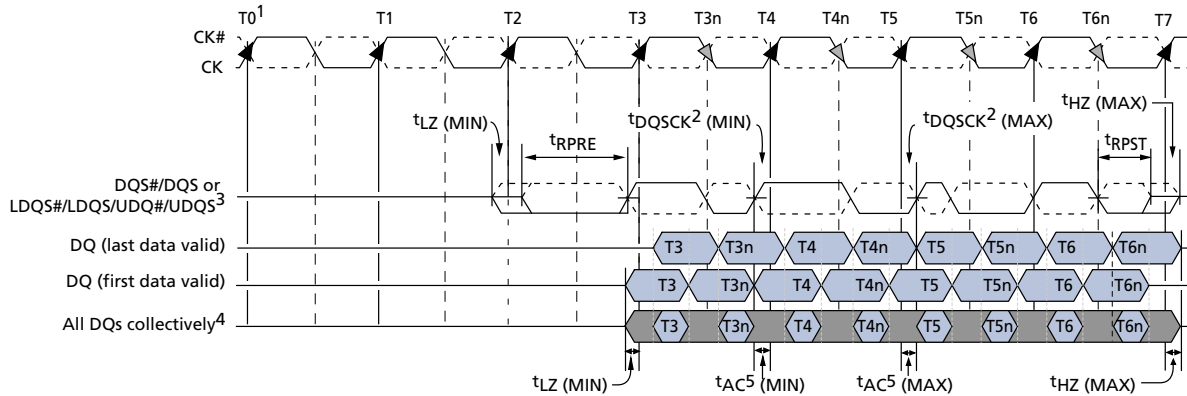 T0¹ T1 T2 T3 T3n T4 T4n T5 T5n T6 T6n T7
CK#
CK
tHZ (MAX)
tLZ (MIN) tDQSCK² (MIN) tDQSCK² (MAX)
tRPRE tRPST
DQS#/DQS or
LDQS#/LDQS/UDQ#/UDQS³
DQ (last data valid) T3 T3n T4 T4n T5 T5n T6 T6n
DQ (first data valid) T3 T3n T4 T4n T5 T5n T6 T6n
All DQs collectively⁴ T3 T3n T4 T4n T5 T5n T6 T6n
tLZ (MIN) tAC⁵ (MIN) tAC⁵ (MAX) tHZ (MAX)